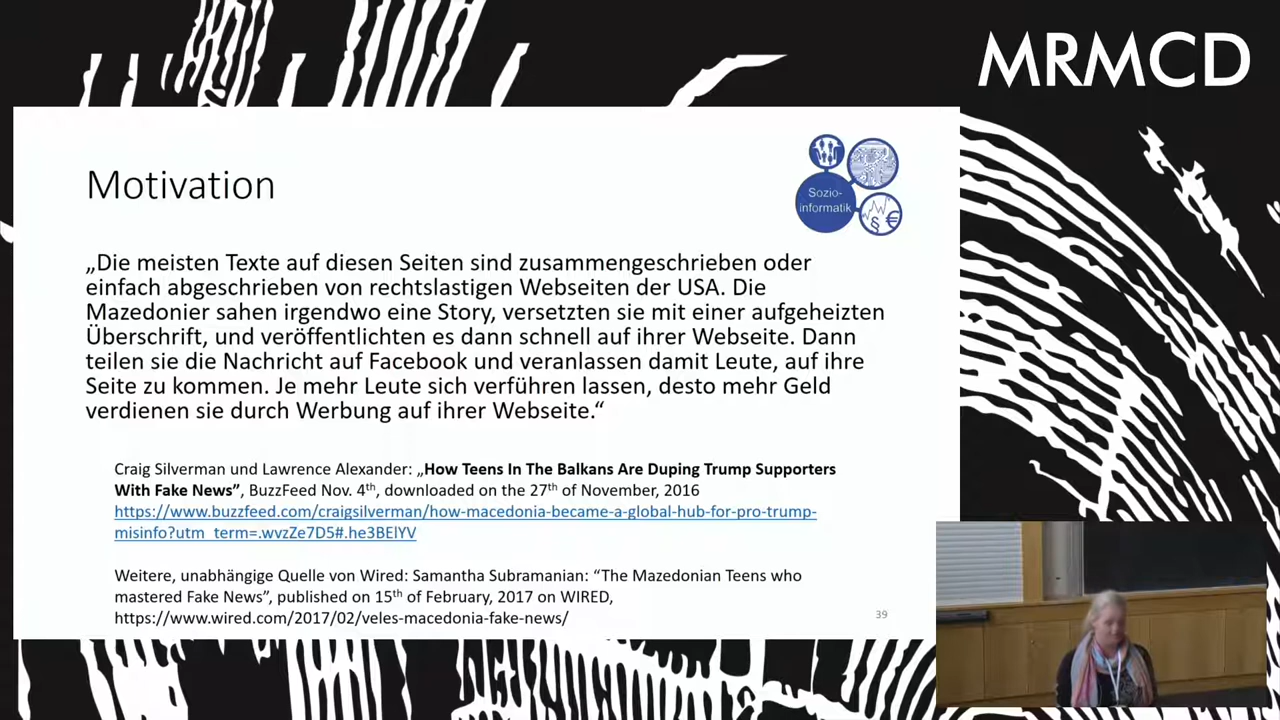 MRMCD
Motivation
Sozio-
informatik
§ €
„Die meisten Texte auf diesen Seiten sind zusammengeschrieben oder
einfach abgeschrieben von rechtslastigen Webseiten der USA. Die
Mazedonier sahen irgendwo eine Story, versetzten sie mit einer aufgeheizten
Überschrift, und veröffentlichten es dann schnell auf ihrer Webseite. Dann
teilen sie die Nachricht auf Facebook und veranlassen damit Leute, auf ihre
Seite zu kommen. Je mehr Leute sich verführen lassen, desto mehr Geld
verdienen sie durch Werbung auf ihrer Webseite.“
Craig Silverman und Lawrence Alexander: „How Teens In The Balkans Are Duping Trump Supporters
With Fake News”, BuzzFeed Nov. 4th, downloaded on the 27th of November, 2016
https://www.buzzfeed.com/craigsilverman/how-macedonia-became-a-global-hub-for-pro-trump-
misinfo?utm_term=.wvzZe7D5#.he3BElYV
Weitere, unabhängige Quelle von Wired: Samantha Subramanian: “The Mazedonian Teens who
mastered Fake News”, published on 15th of February, 2017 on WIRED,
https://www.wired.com/2017/02/veles-macedonia-fake-news/
39